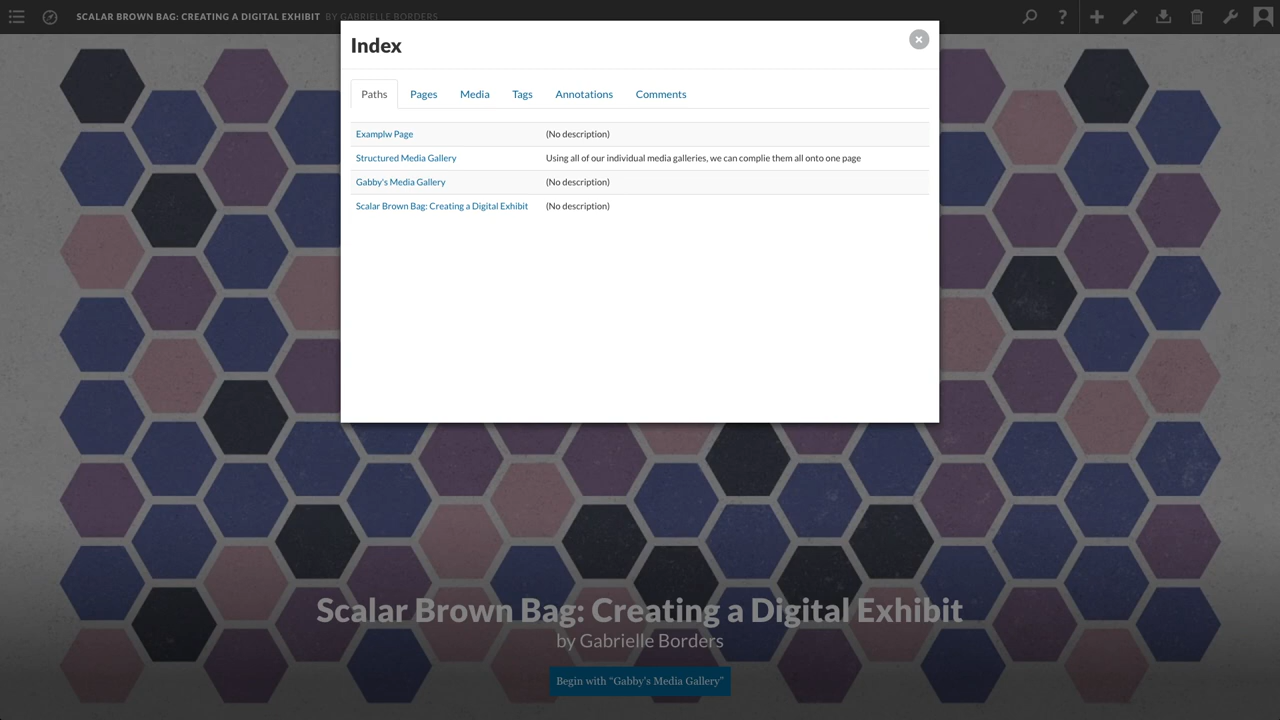 SCALAR BROWN BAG: CREATING A DIGITAL EXHIBIT BY GABRIELLE BORDERS
?
Index
Paths Pages Media Tags Annotations Comments
Examplw Page (No description)
Structured Media Gallery Using all of our individual media galleries, we can complie them all onto one page
Gabby's Media Gallery (No description)
Scalar Brown Bag: Creating a Digital Exhibit (No description)
Scalar Brown Bag: Creating a Digital Exhibit
by Gabrielle Borders
Begin with “Gabby’s Media Gallery”